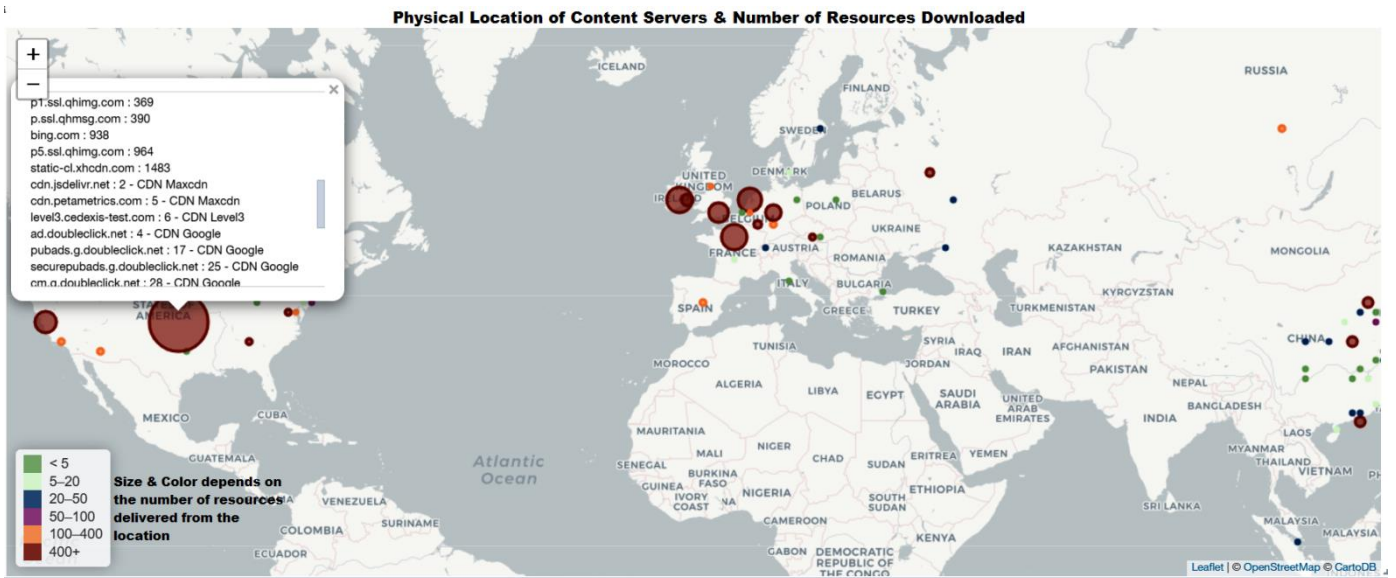 Physical Location of Content Servers & Number of Resources Downloaded
+
−
×
p1.ssl.qhimg.com : 369
p.ssl.qhmsg.com : 390
bing.com : 938
p5.ssl.qhimg.com : 964
static-cl.xhcdn.com : 1483
cdn.jsdelivr.net : 2 - CDN Maxcdn
cdn.petametrics.com : 5 - CDN Maxcdn
level3.cedexis-test.com : 6 - CDN Level3
ad.doubleclick.net : 4 - CDN Google
pubads.g.doubleclick.net : 17 - CDN Google
securepubads.g.doubleclick.net : 25 - CDN Google
cm.g.doubleclick.net : 28 - CDN Google
ICELAND
RUSSIA
FINLAND
SWEDEN
UNITED
KINGDOM
DENMARK
IRELAND
BELARUS
POLAND
BELGIUM
UKRAINE
FRANCE
AUSTRIA
KAZAKHSTAN
MONGOLIA
ROMANIA
ITALY
BULGARIA
KYRGYZSTAN
SPAIN
GREECE
TURKEY
TURKMENISTAN
AMERICA
TUNISIA
SYRIA
IRAQ
IRAN
AFGHANISTAN
CHINA
MOROCCO
JORDAN
PAKISTAN
ALGERIA
LIBYA
EGYPT
SAUDI
ARABIA
UNITED
ARAB
EMIRATES
NEPAL
BANGLADESH
INDIA
MEXICO
CUBA
MAURITANIA
LAOS
MALI
NIGER
CHAD
SUDAN
ERITREA
YEMEN
MYANMAR
THAILAND
VIETNAM
GUATEMALA
Atlantic
Ocean
SENEGAL
GUINEA
BURKINA
FASO
IVORY
COAST
NIGERIA
ETHIOPIA
SOUTH
SUDAN
SRI LANKA
VENEZUELA
SURINAME
COLOMBIA
CAMEROON
KENYA
MALAYSIA
MALAYSIA
ECUADOR
GABON
DEMOCRATIC
REPUBLIC OF
THE CONGO
< 5
5–20
20–50
50–100
100–400
400+
Size & Color depends on
the number of resources
delivered from the
location
Leaflet | © OpenStreetMap © CartoDB